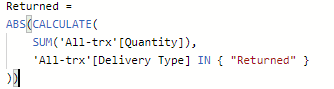 Returned =
ABS(CALCULATE(
SUM('All-trx'[Quantity]),
'All-trx'[Delivery Type] IN { "Returned" }
))